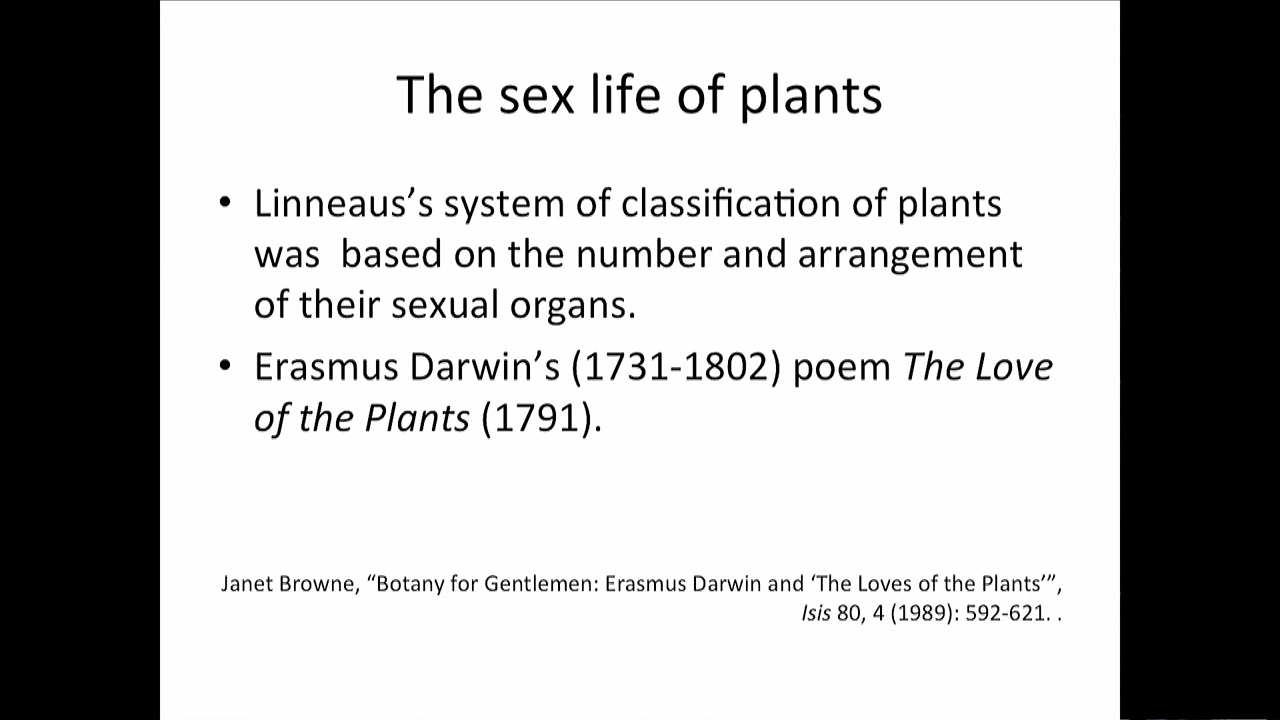 The sex life of plants
• Linneaus’s system of classification of plants
was  based on the number and arrangement
of their sexual organs.
• Erasmus Darwin’s (1731-1802) poem The Love
of the Plants (1791).
Janet Browne, “Botany for Gentlemen: Erasmus Darwin and ‘The Loves of the Plants’”,
Isis 80, 4 (1989): 592-621. .